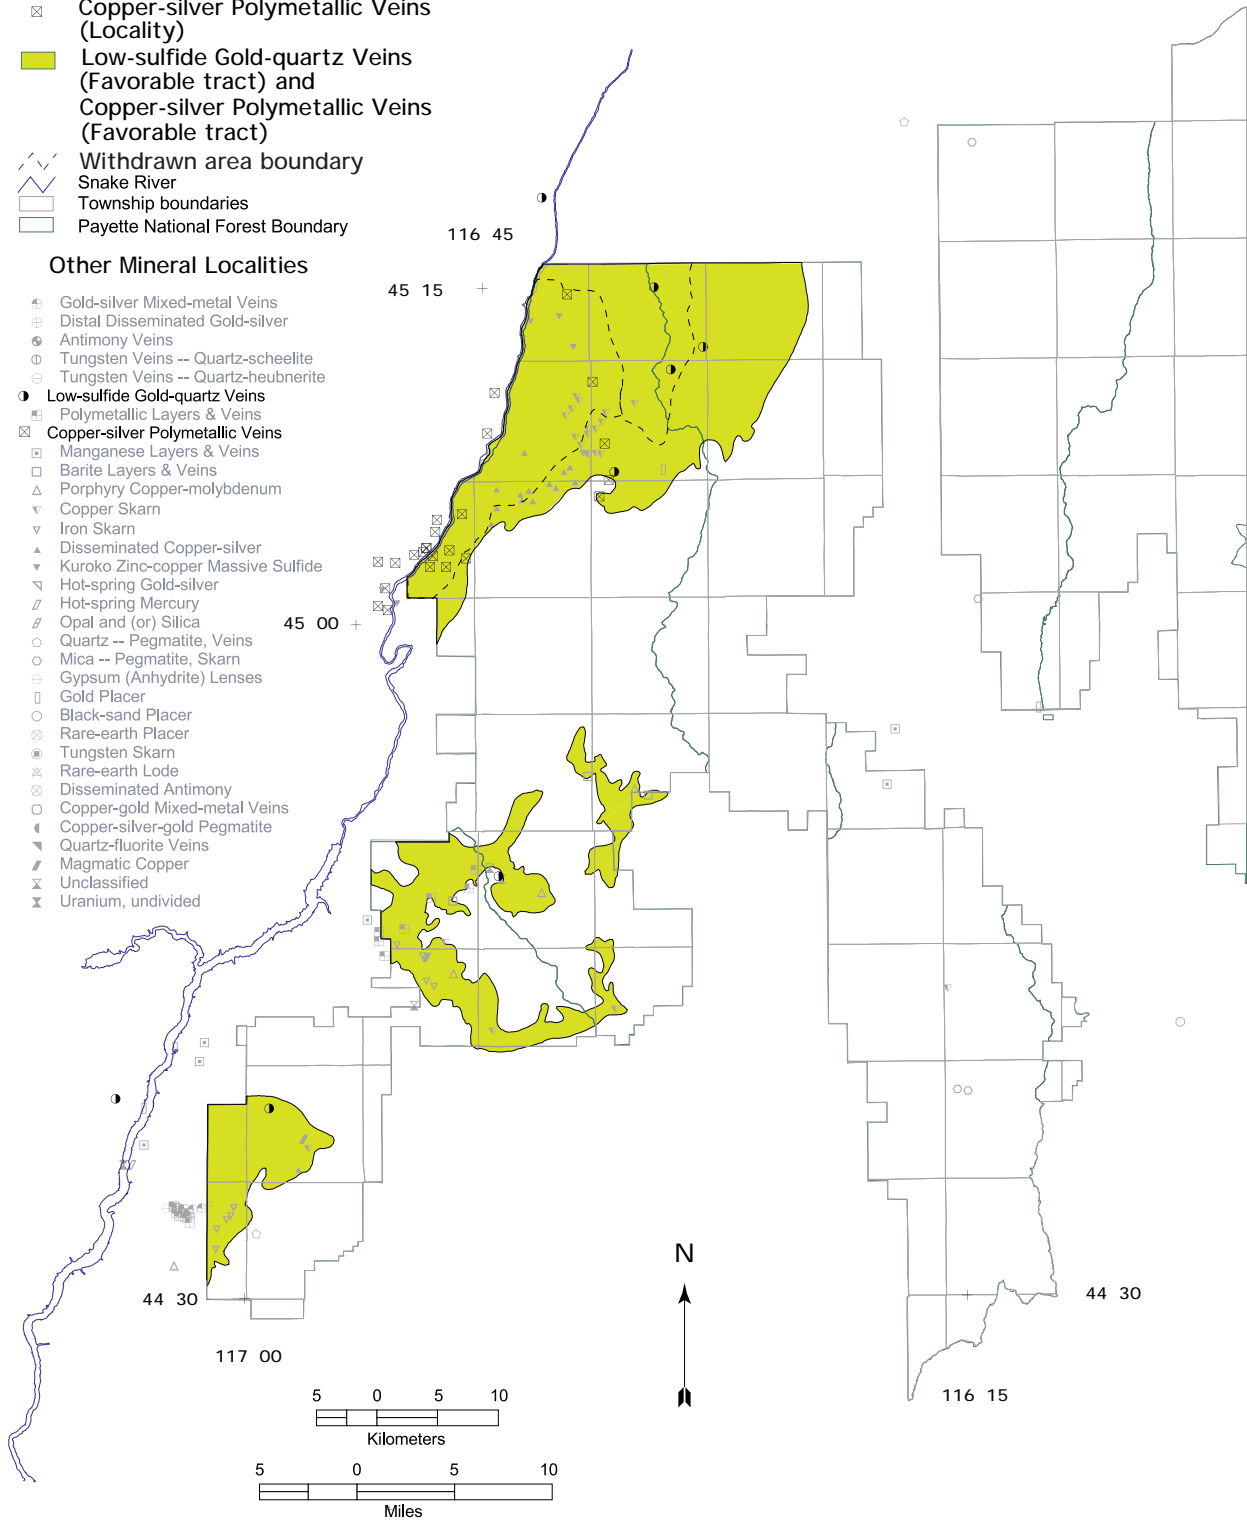 Copper-silver Polymetallic Veins
(Locality)
Low-sulfide Gold-quartz Veins
(Favorable tract) and
Copper-silver Polymetallic Veins
(Favorable tract)
Withdrawn area boundary
Snake River
Township boundaries
Payette National Forest Boundary
Other Mineral Localities
Gold-silver Mixed-metal Veins
Distal Disseminated Gold-silver
Antimony Veins
Tungsten Veins -- Quartz-scheelite
Tungsten Veins -- Quartz-heubnerite
Low-sulfide Gold-quartz Veins
Polymetallic Layers & Veins
Copper-silver Polymetallic Veins
Manganese Layers & Veins
Barite Layers & Veins
Porphyry Copper-molybdenum
Copper Skarn
Iron Skarn
Disseminated Copper-silver
Kuroko Zinc-copper Massive Sulfide
Hot-spring Gold-silver
Hot-spring Mercury
Opal and (or) Silica
Quartz -- Pegmatite, Veins
Mica -- Pegmatite, Skarn
Gypsum (Anhydrite) Lenses
Gold Placer
Black-sand Placer
Rare-earth Placer
Tungsten Skarn
Rare-earth Lode
Disseminated Antimony
Copper-gold Mixed-metal Veins
Copper-silver-gold Pegmatite
Quartz-fluorite Veins
Magmatic Copper
Unclassified
Uranium, undivided
116 45
45 15
45 00
44 30
117 00
N
44 30
116 15
5 0 5 10
Kilometers
5 0 5 10
Miles